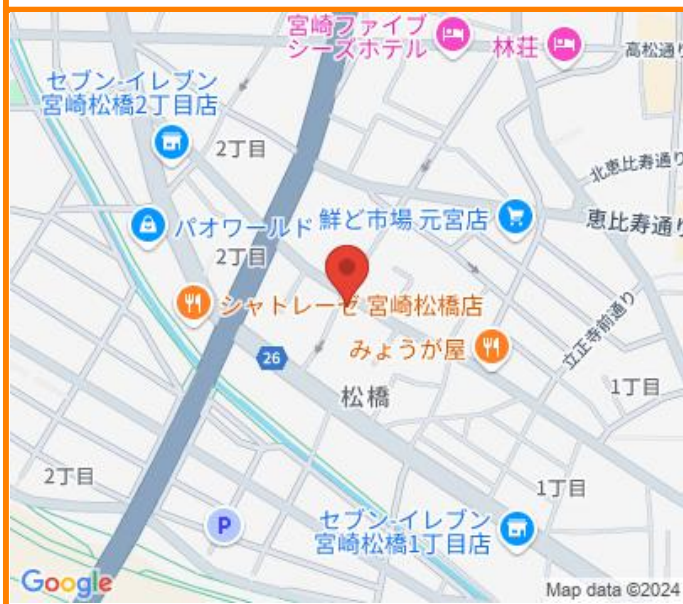 宮崎ファイブ
シーズホテル
林荘
高松通り
セブン-イレブン
宮崎松橋2丁目店
2丁目
北恵比寿通り
パオワールド
鮮ど市場 元宮店
恵比寿通り
2丁目
シャトレーゼ 宮崎松橋店
みょうが屋
立正寺前通り
26
松橋
1丁目
2丁目
1丁目
P
セブン-イレブン
宮崎松橋1丁目店
Google
Map data ©2024